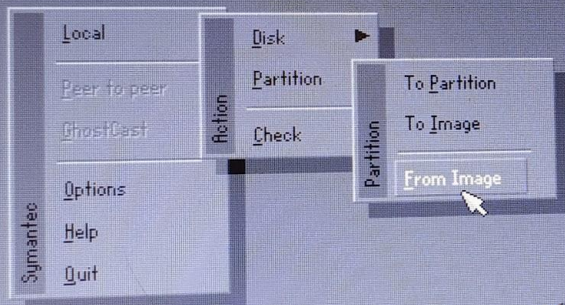 Local
Peer to peer
GhostCast
Options
Help
Quit
Symantec
Disk
Partition
Check
Action
To Partition
To Image
From Image
Partition